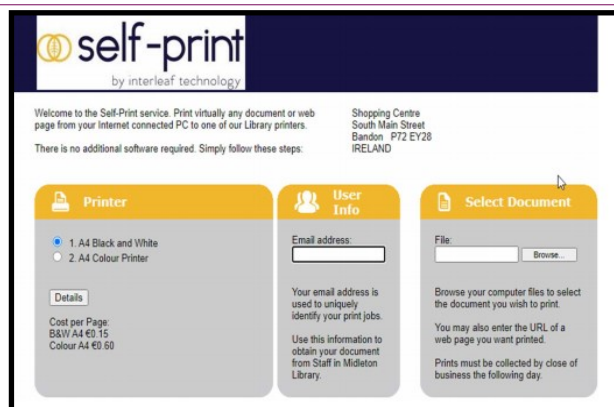 self-print
by interleaf technology
Welcome to the Self-Print service. Print virtually any document or web
page from your Internet connected PC to one of our Library printers.
There is no additional software required. Simply follow these steps:
Shopping Centre
South Main Street
Bandon P72 EY28
IRELAND
Printer
1. A4 Black and White
2. A4 Colour Printer
Details
Cost per Page:
B&W A4 €0.15
Colour A4 €0.60
User
Info
Email address:
Your email address is
used to uniquely
identify your print jobs.
Use this information to
obtain your document
from Staff in Midleton
Library.
Select Document
File:
Browse...
Browse your computer files to select
the document you wish to print.
You may also enter the URL of a
web page you want printed.
Prints must be collected by close of
business the following day.